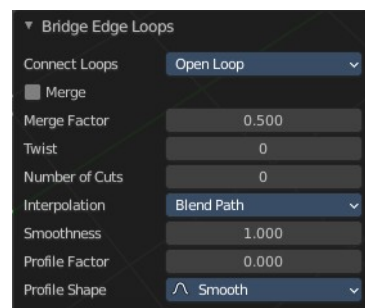 Bridge Edge Loops
Connect Loops Open Loop
Merge
Merge Factor 0.500
Twist 0
Number of Cuts 0
Interpolation Blend Path
Smoothness 1.000
Profile Factor 0.000
Profile Shape Smooth